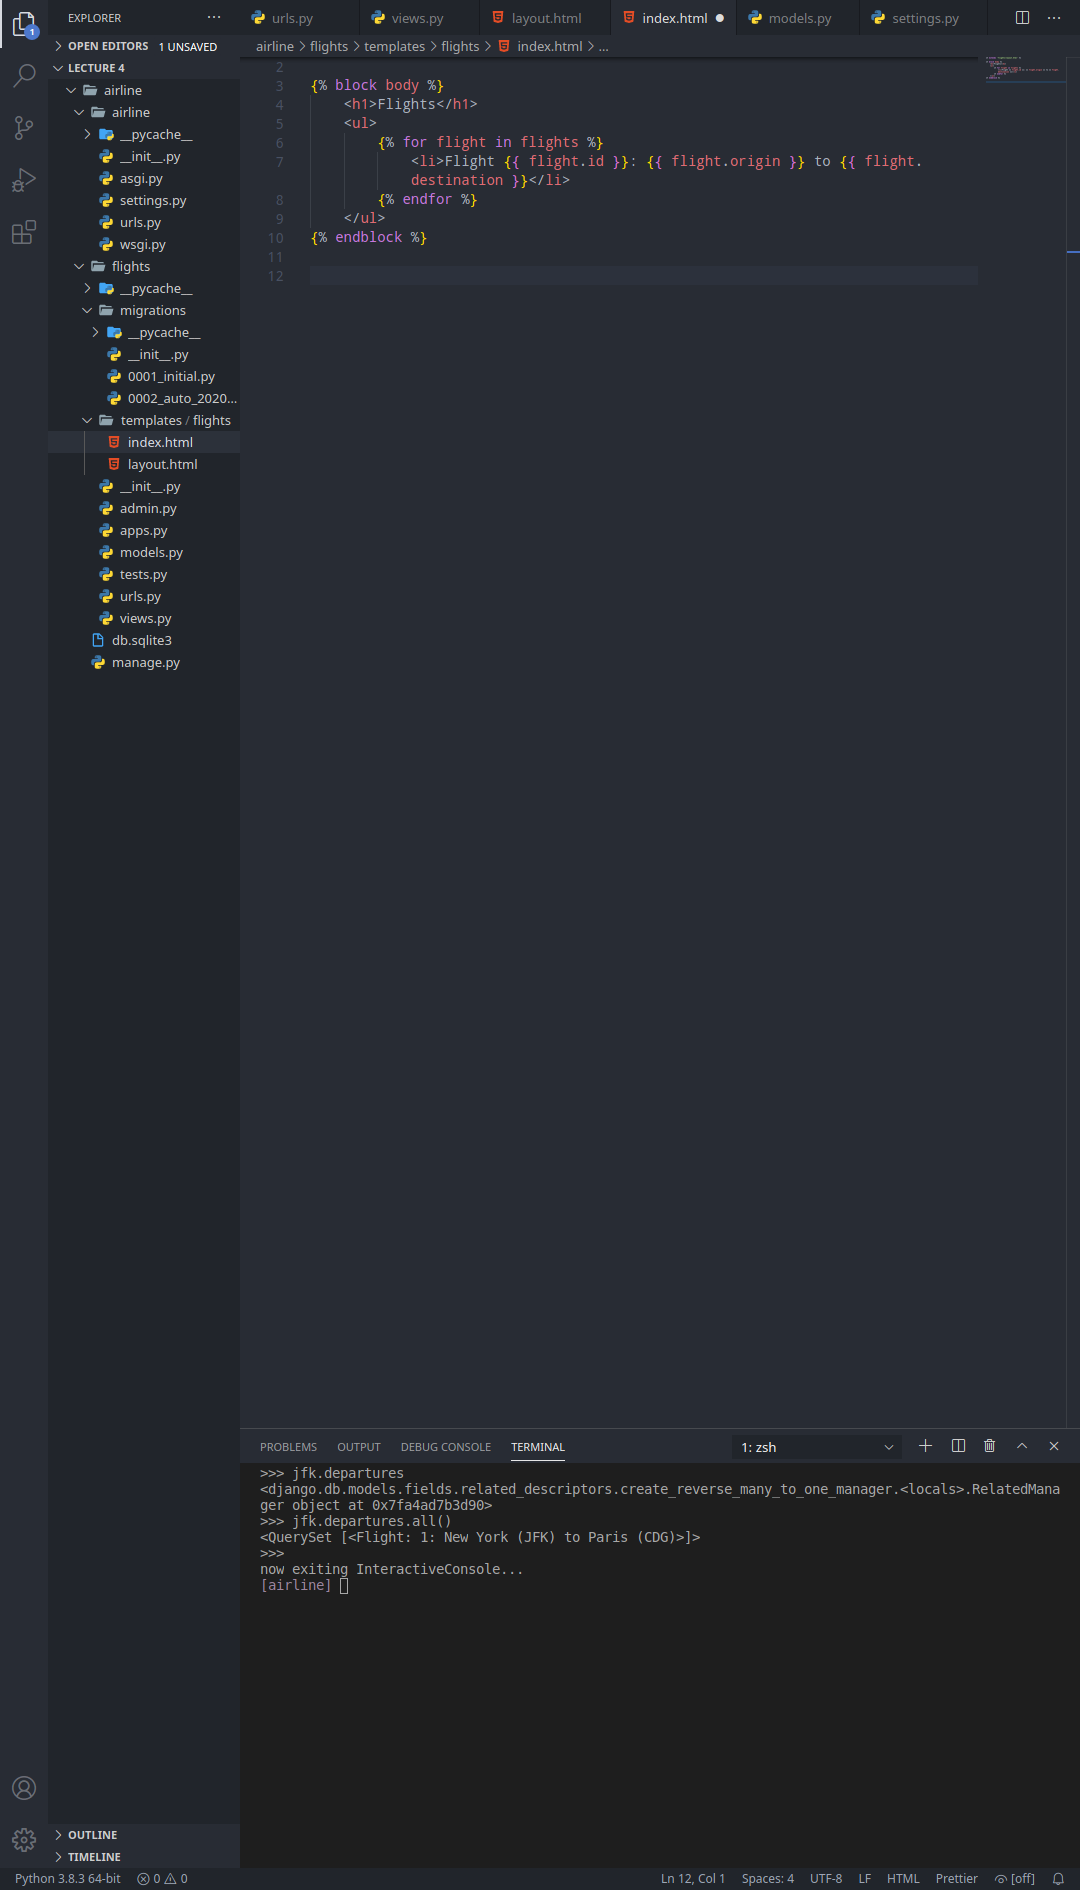 EXPLORER
OPEN EDITORS 1 UNSAVED
LECTURE 4
airline
airline
__pycache__
__init__.py
asgi.py
settings.py
urls.py
wsgi.py
flights
__pycache__
migrations
__pycache__
__init__.py
0001_initial.py
0002_auto_2020...
templates / flights
index.html
layout.html
__init__.py
admin.py
apps.py
models.py
tests.py
urls.py
views.py
db.sqlite3
manage.py
OUTLINE
TIMELINE
urls.py views.py layout.html index.html models.py settings.py
airline > flights > templates > flights > index.html > ...
2
3 {% block body %}
4 <h1>Flights</h1>
5 <ul>
6 {% for flight in flights %}
7 <li>Flight {{ flight.id }}: {{ flight.origin }} to {{ flight.
destination }}</li>
8 {% endfor %}
9 </ul>
10 {% endblock %}
11
12
PROBLEMS OUTPUT DEBUG CONSOLE TERMINAL 1: zsh
>>> jfk.departures
<django.db.models.fields.related_descriptors.create_reverse_many_to_one_manager.<locals>.RelatedMana
ger object at 0x7fa4ad7b3d90>
>>> jfk.departures.all()
<QuerySet [<Flight: 1: New York (JFK) to Paris (CDG)>]>
>>>
now exiting InteractiveConsole...
[airline]
1
Python 3.8.3 64-bit 0 0 Ln 12, Col 1 Spaces: 4 UTF-8 LF HTML Prettier [off]